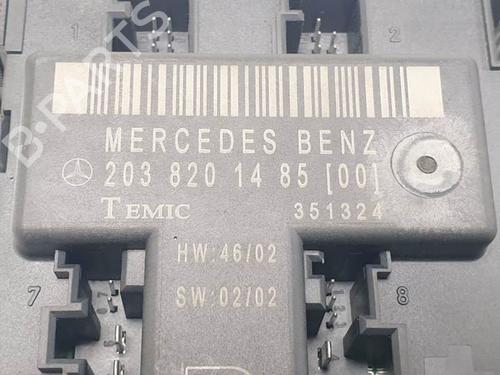 1
2
B-PARTS
MERCEDES BENZ
203 820 14 85 [00]
TEMIC 351324
HW:46/02
7
8
SW:02/02